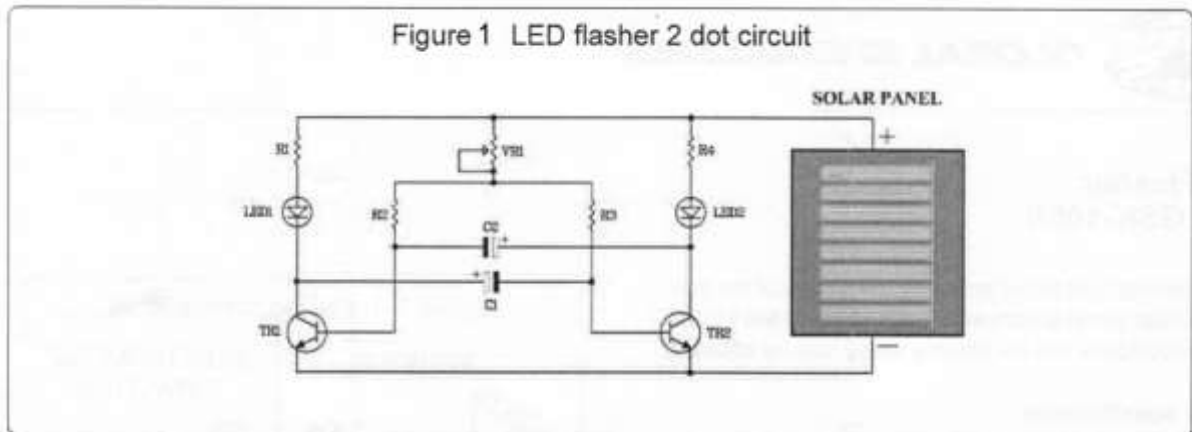 Figure 1 LED flasher 2 dot circuit
SOLAR PANEL
+
R1
VR1
R4
LED1
R2
R3
LED2
C2
+
+
C1
TR1
TR2
—